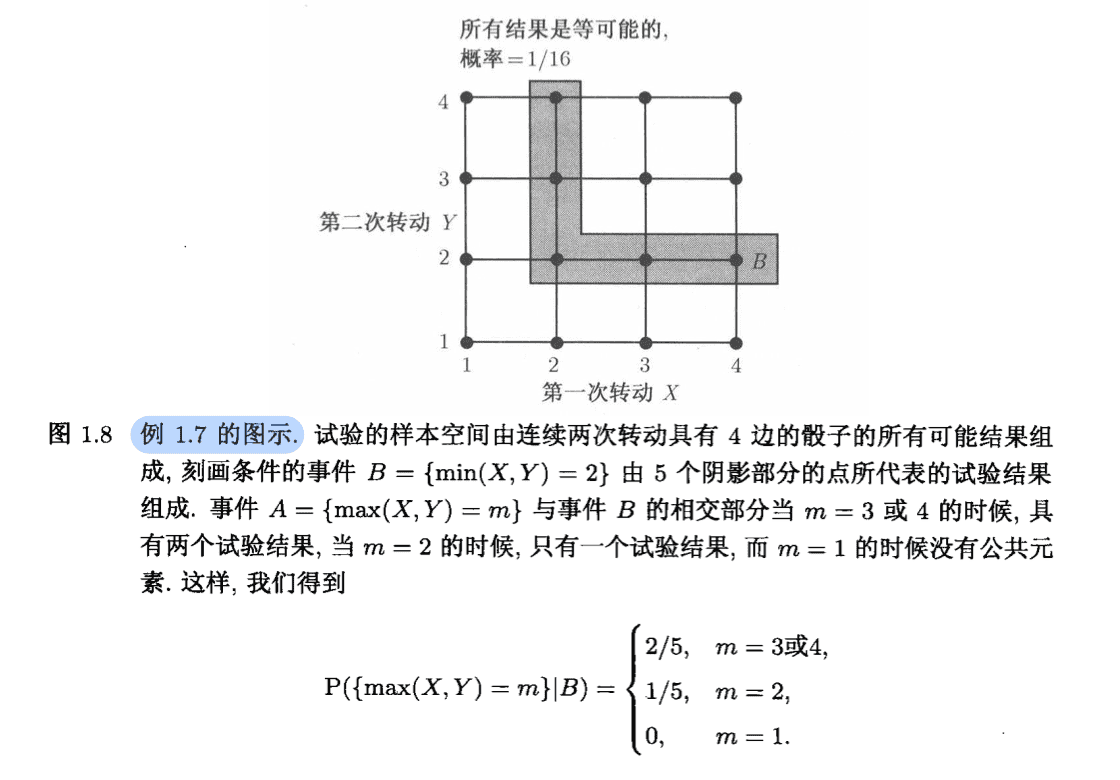 所有结果是等可能的,
概率=1/16
4
3
第二次转动 Y
2
B
1
1 2 3 4
第一次转动 X
图 1.8 例 1.7 的图示. 试验的样本空间由连续两次转动具有 4 边的骰子的所有可能结果组
成, 刻画条件的事件 B = {min(X, Y) = 2} 由 5 个阴影部分的点所代表的试验结果
组成. 事件 A = {max(X, Y) = m} 与事件 B 的相交部分当 m = 3 或 4 的时候, 具
有两个试验结果, 当 m = 2 的时候, 只有一个试验结果, 而 m = 1 的时候没有公共元
素. 这样, 我们得到
2/5, m = 3或4,
P({max(X, Y) = m}|B) = { 1/5, m = 2,
0, m = 1.